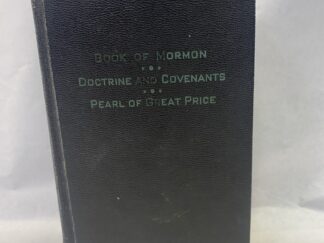 Book of Mormon
Doctrine and Covenants
Pearl of Great Price